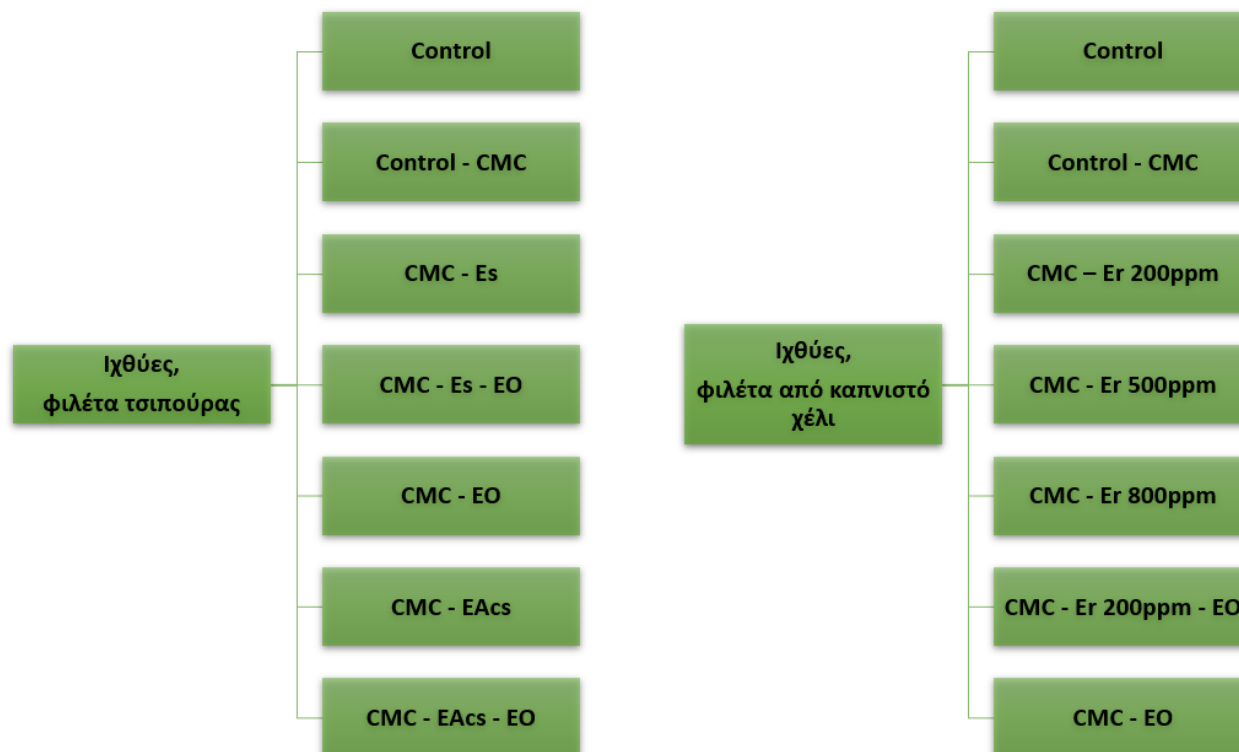 Ιχθύες,
φιλέτα τσιπούρας
Control
Control - CMC
CMC - Es
CMC - Es - EO
CMC - EO
CMC - EAcs
CMC - EAcs - EO
Ιχθύες,
φιλέτα από καπνιστό
χέλι
Control
Control - CMC
CMC – Er 200ppm
CMC - Er 500ppm
CMC - Er 800ppm
CMC - Er 200ppm - EO
CMC - EO